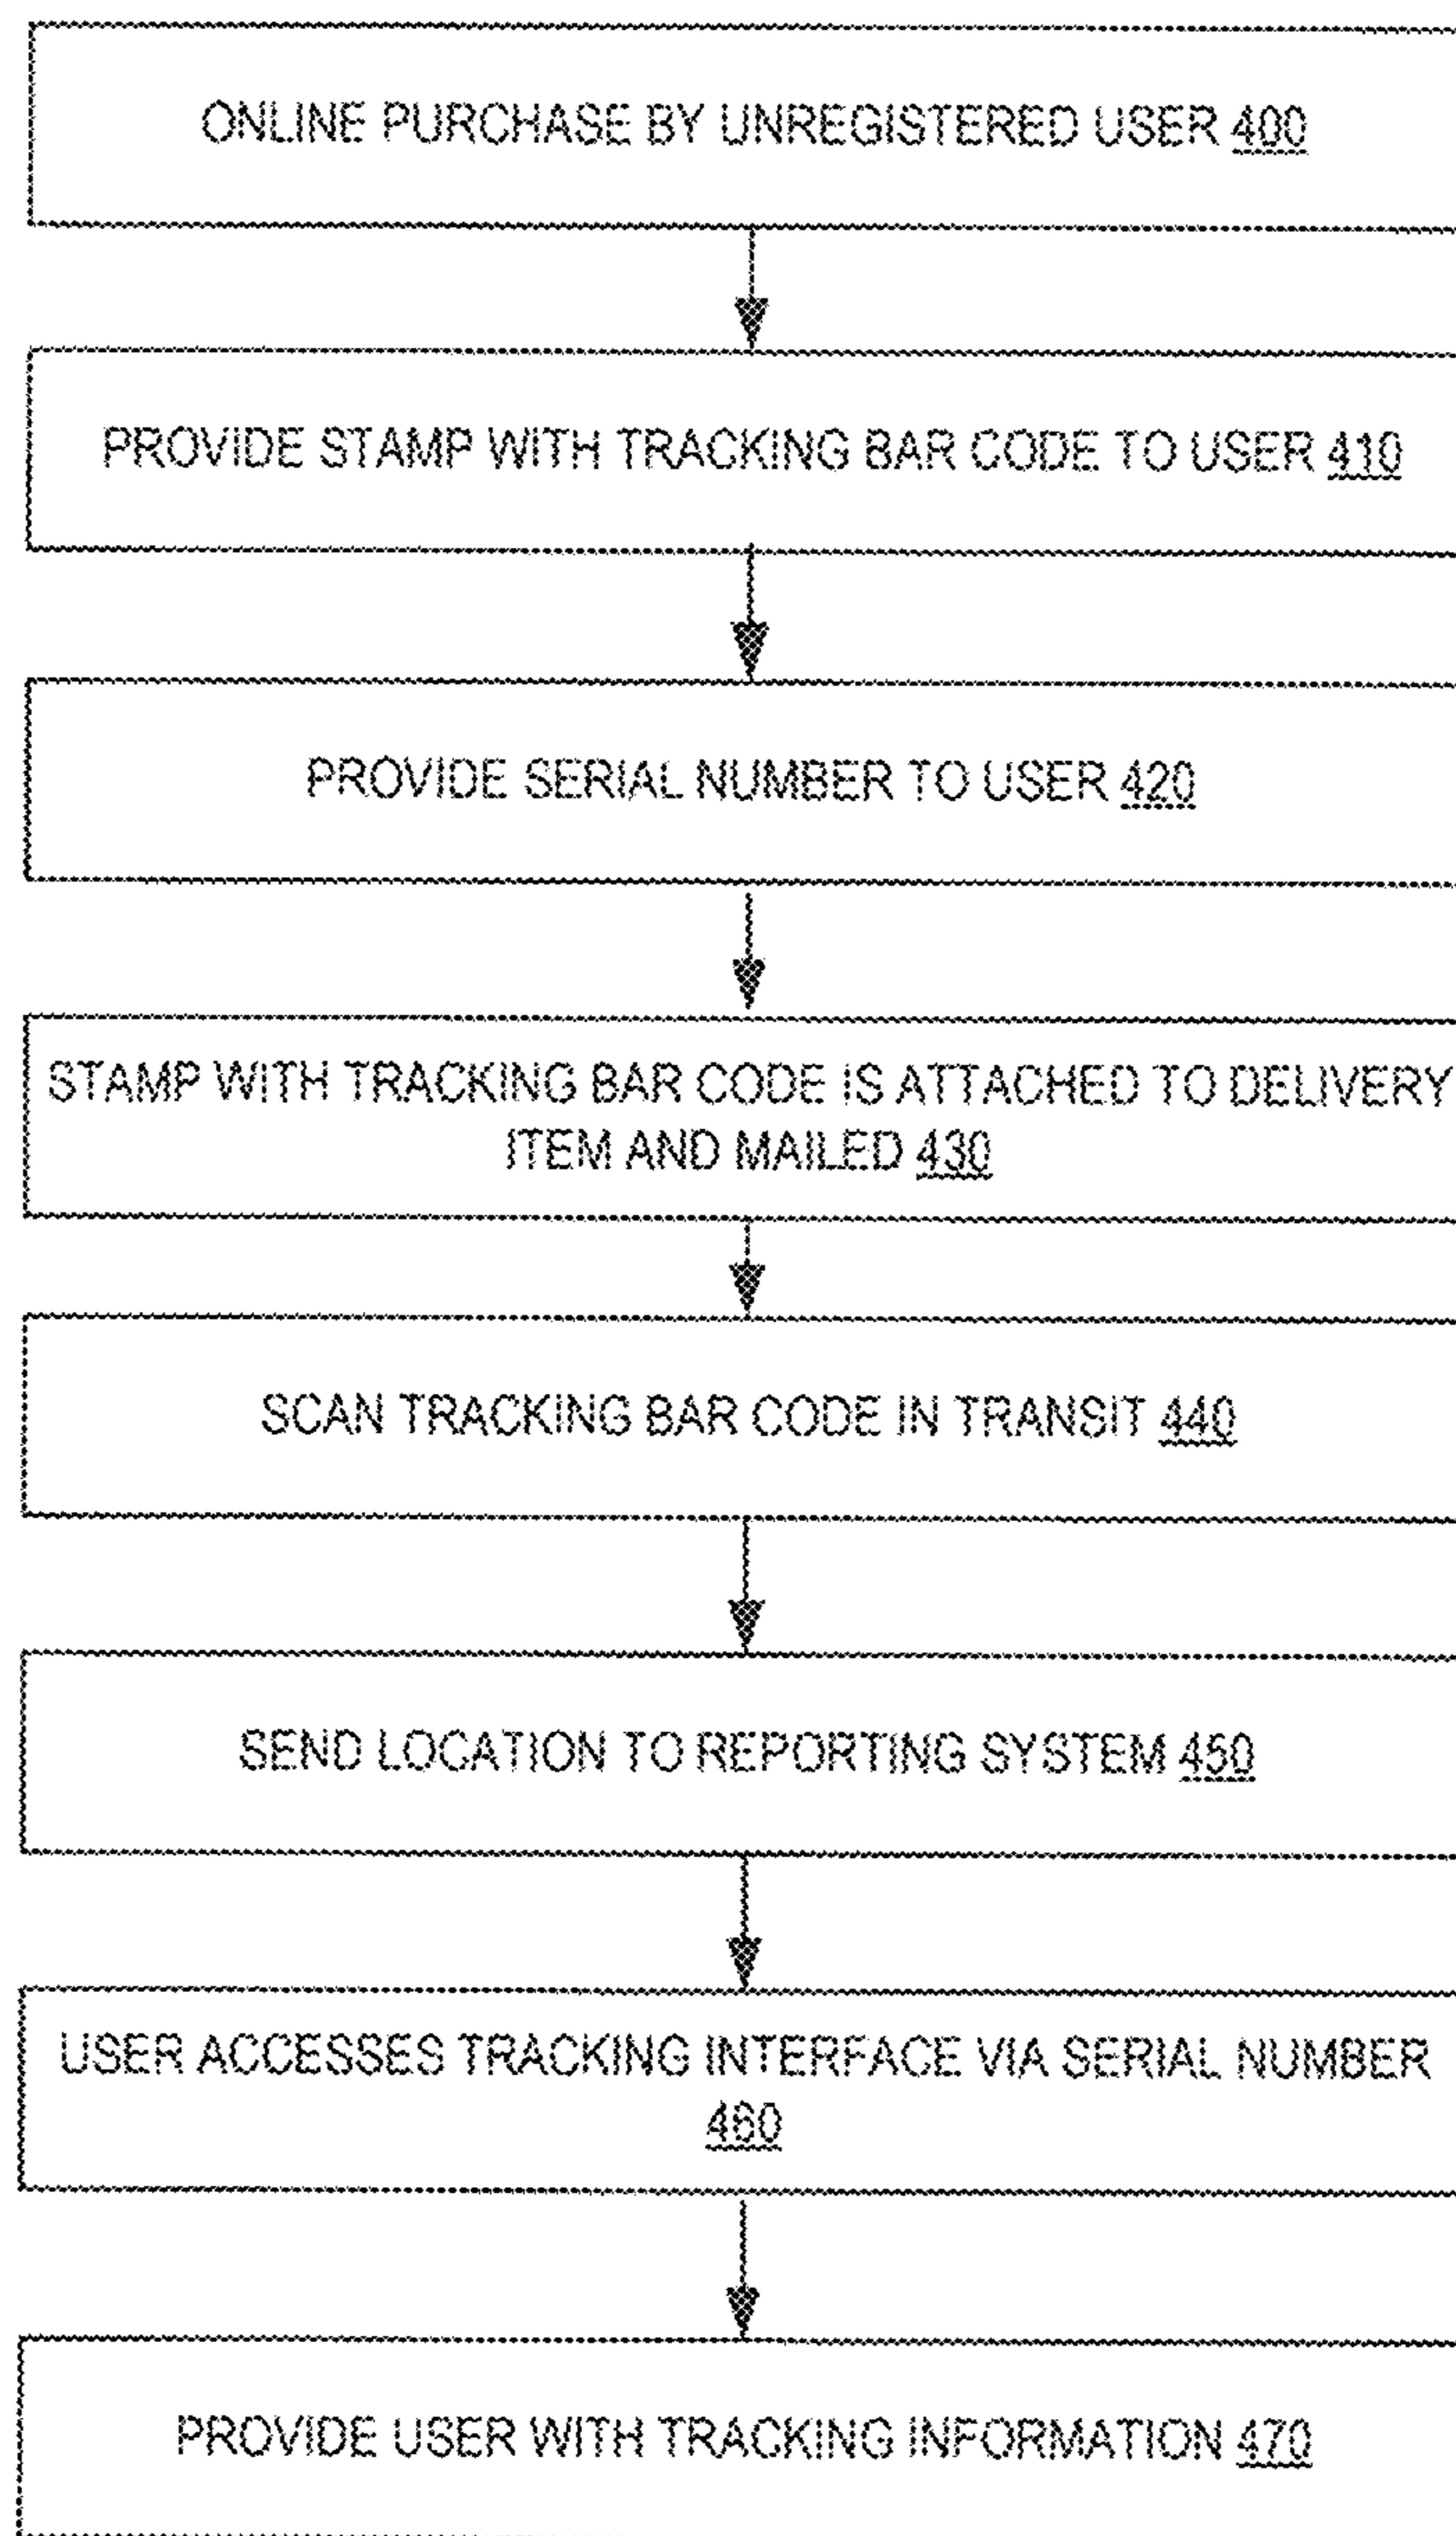 ONLINE PURCHASE BY UNREGISTERED USER 400
PROVIDE STAMP WITH TRACKING BAR CODE TO USER 410
PROVIDE SERIAL NUMBER TO USER 420
STAMP WITH TRACKING BAR CODE IS ATTACHED TO DELIVERY
ITEM AND MAILED 430
SCAN TRACKING BAR CODE IN TRANSIT 440
SEND LOCATION TO REPORTING SYSTEM 450
USER ACCESSES TRACKING INTERFACE VIA SERIAL NUMBER
460
PROVIDE USER WITH TRACKING INFORMATION 470